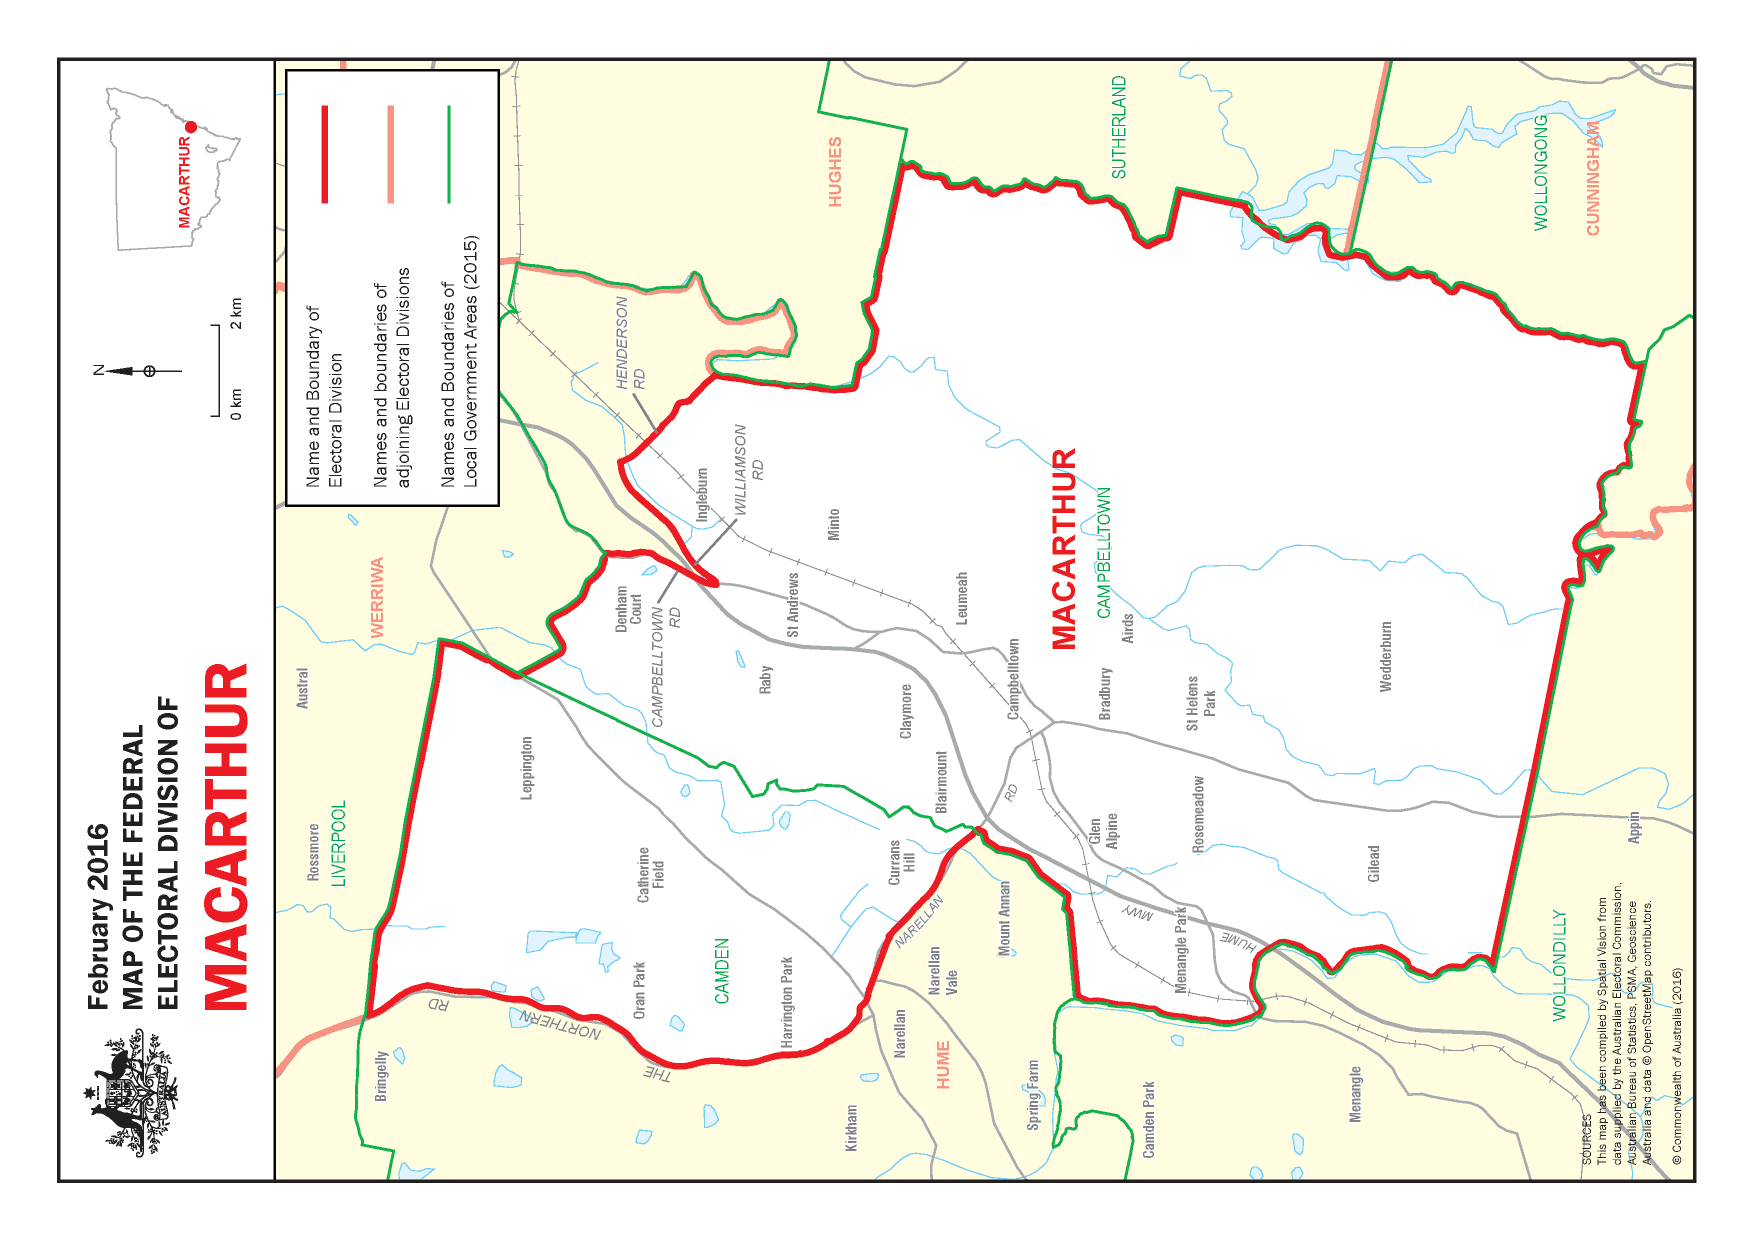 February 2016
MAP OF THE FEDERAL
ELECTORAL DIVISION OF
MACARTHUR
N
0 km
2 km
MACARTHUR
Name and Boundary of
Electoral Division
Names and boundaries of
adjoining Electoral Divisions
Names and Boundaries of
Local Government Areas (2015)
Austral
Rossmore
LIVERPOOL
WERRIWA
Bringelly
RD
NORTHERN
THE
Leppington
Catherine
Field
Oran Park
CAMDEN
Harrington Park
Denham
Court
CAMPBELLTOWN
RD
HENDERSON
RD
Ingleburn
WILLIAMSON
RD
Minto
St Andrews
Raby
HUGHES
Kirkham
Narellan
Currans
Hill
NARELLAN
RD
Narellan
Vale
HUME
Claymore
Blairmount
Leumeah
Campbelltown
Mount Annan
Spring Farm
MACARTHUR
CAMPBELLTOWN
Airds
Bradbury
Glen
Alpine
SUTHERLAND
St Helens
Park
Rosemeadow
Menangle Park
HUME
MWY
Camden Park
Menangle
Gilead
Wedderburn
WOLLONGONG
CUNNINGHAM
WOLLONDILLY
Appin
SOURCES
This map has been compiled by Spatial Vision from
data supplied by the Australian Electoral Commission,
Australian Bureau of Statistics, PSMA, Geoscience
Australia and data © OpenStreetMap contributors.
© Commonwealth of Australia (2016)